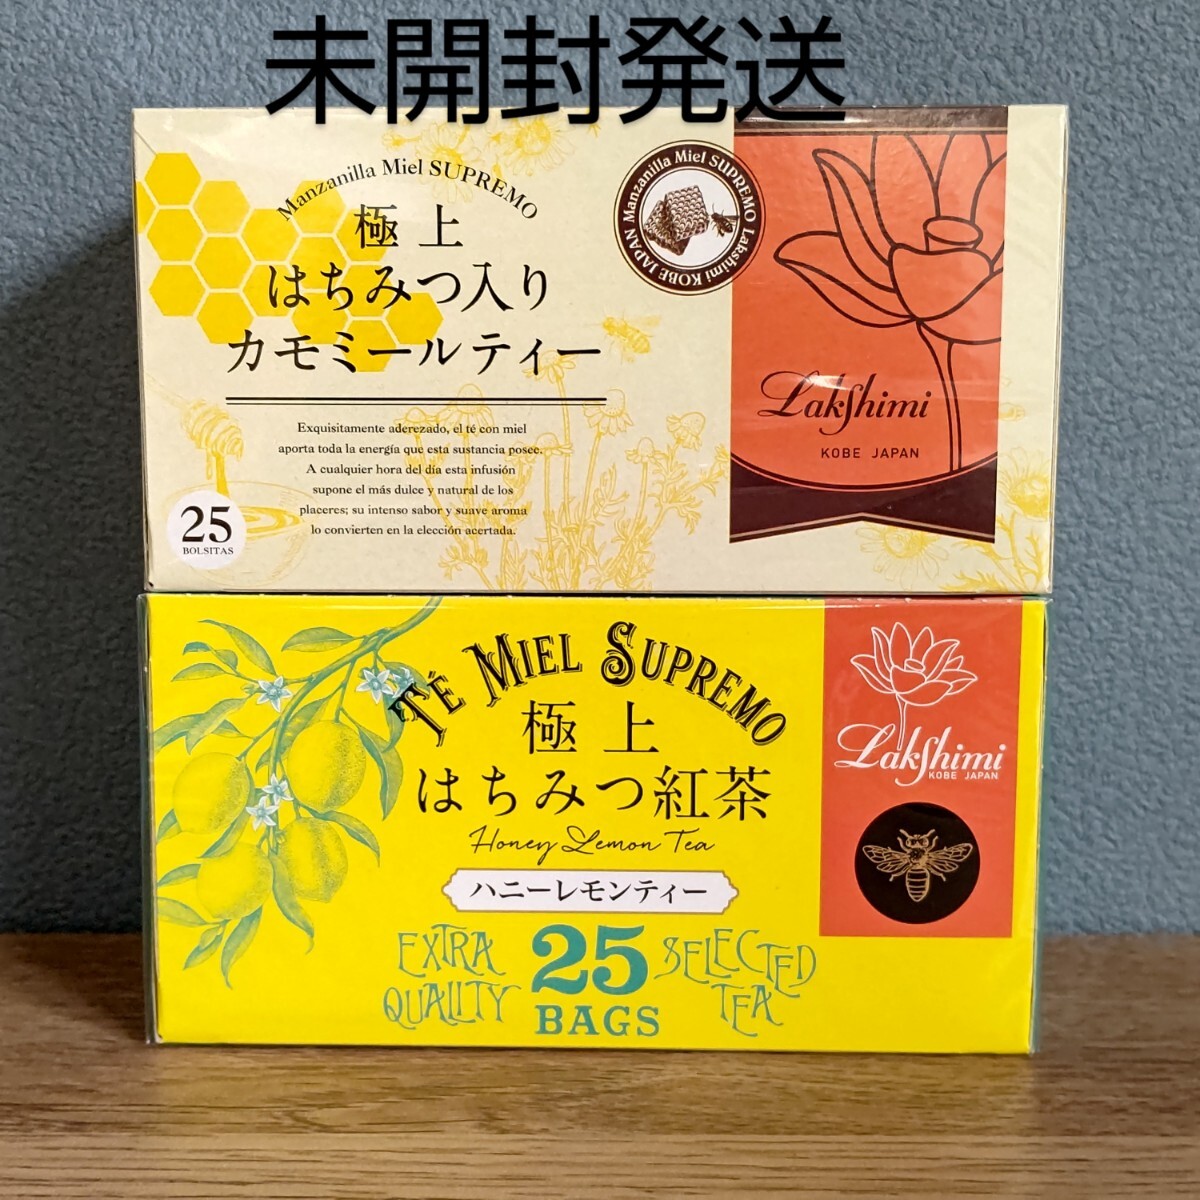 未開封発送
Manzanilla Miel SUPREMO
極上
はちみつ入り
カモミールティー
Exquisitamente aderezado, el té con miel
aporta toda la energía que esta sustancia posee.
A cualquier hora del día esta infusión
supone el más dulce y natural de los
placeres; su intenso sabor y suave aroma
lo convierten en la elección acertada.
25
BOLSITAS
Manzanilla Miel SUPREMO Lakshimi KOBE JAPAN
Lakshimi
KOBE JAPAN
TÉ MIEL SUPREMO
極上
はちみつ紅茶
Honey Lemon Tea
ハニーレモンティー
EXTRA QUALITY
25
BAGS
SELECTED TEA
Lakshimi
KOBE JAPAN